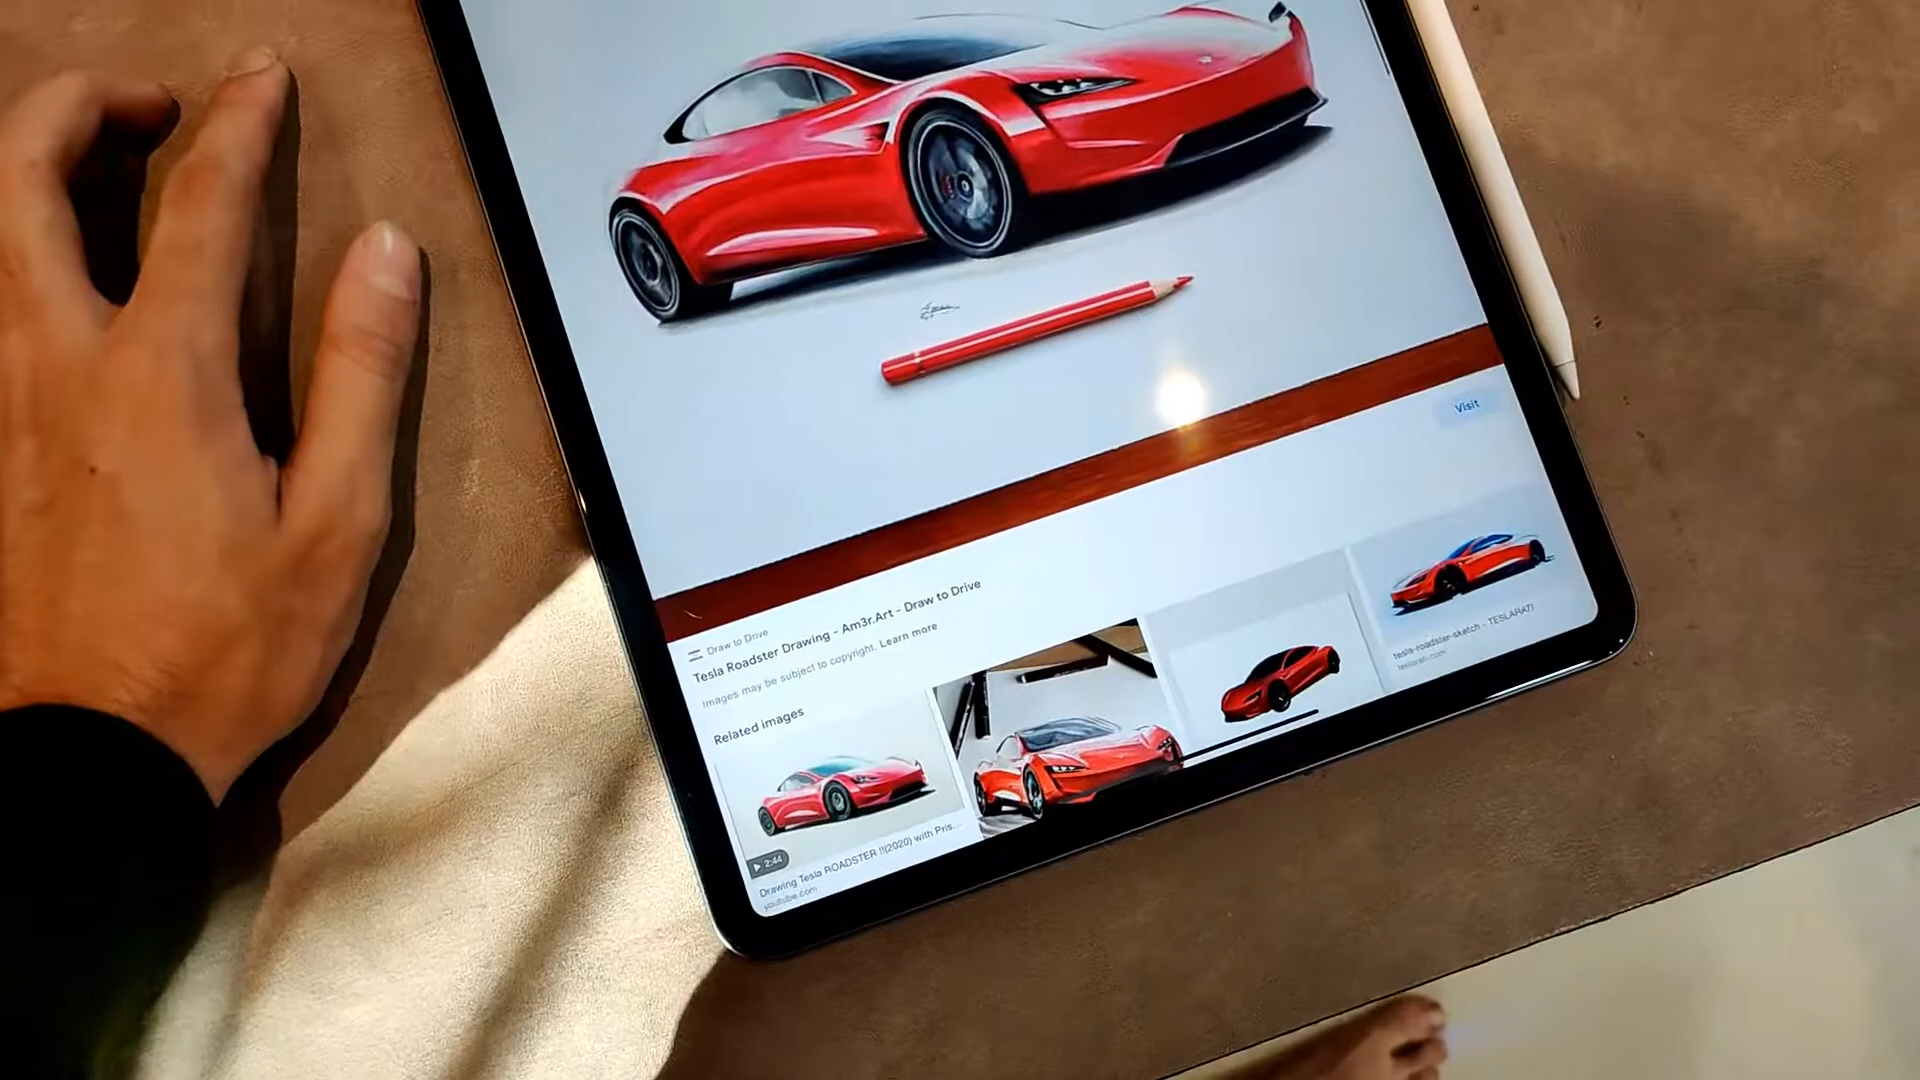 Visit
Draw to Drive
Tesla Roadster Drawing - Am3r.Art - Draw to Drive
Images may be subject to copyright. Learn more
Related images
2:44
Drawing Tesla ROADSTER !!(2020) with Pris...
youtube.com
tesla-roadster-sketch - TESLARATI
teslarati.com